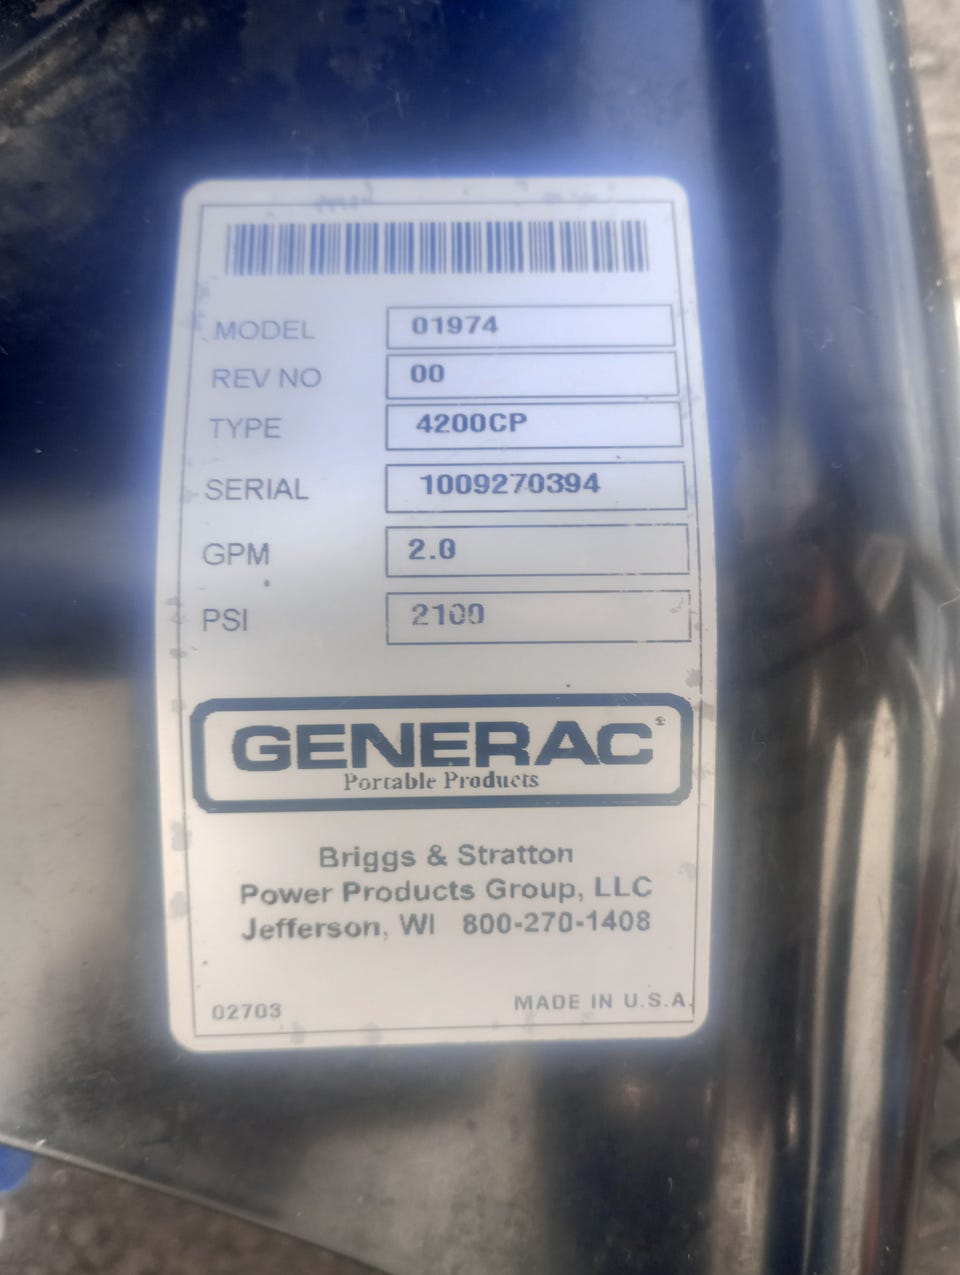 MODEL 01974
REV NO 00
TYPE 4200CP
SERIAL 1009270394
GPM 2.0
PSI 2100
GENERAC®
Portable Products
Briggs & Stratton
Power Products Group, LLC
Jefferson, WI 800-270-1408
02703 MADE IN U.S.A.